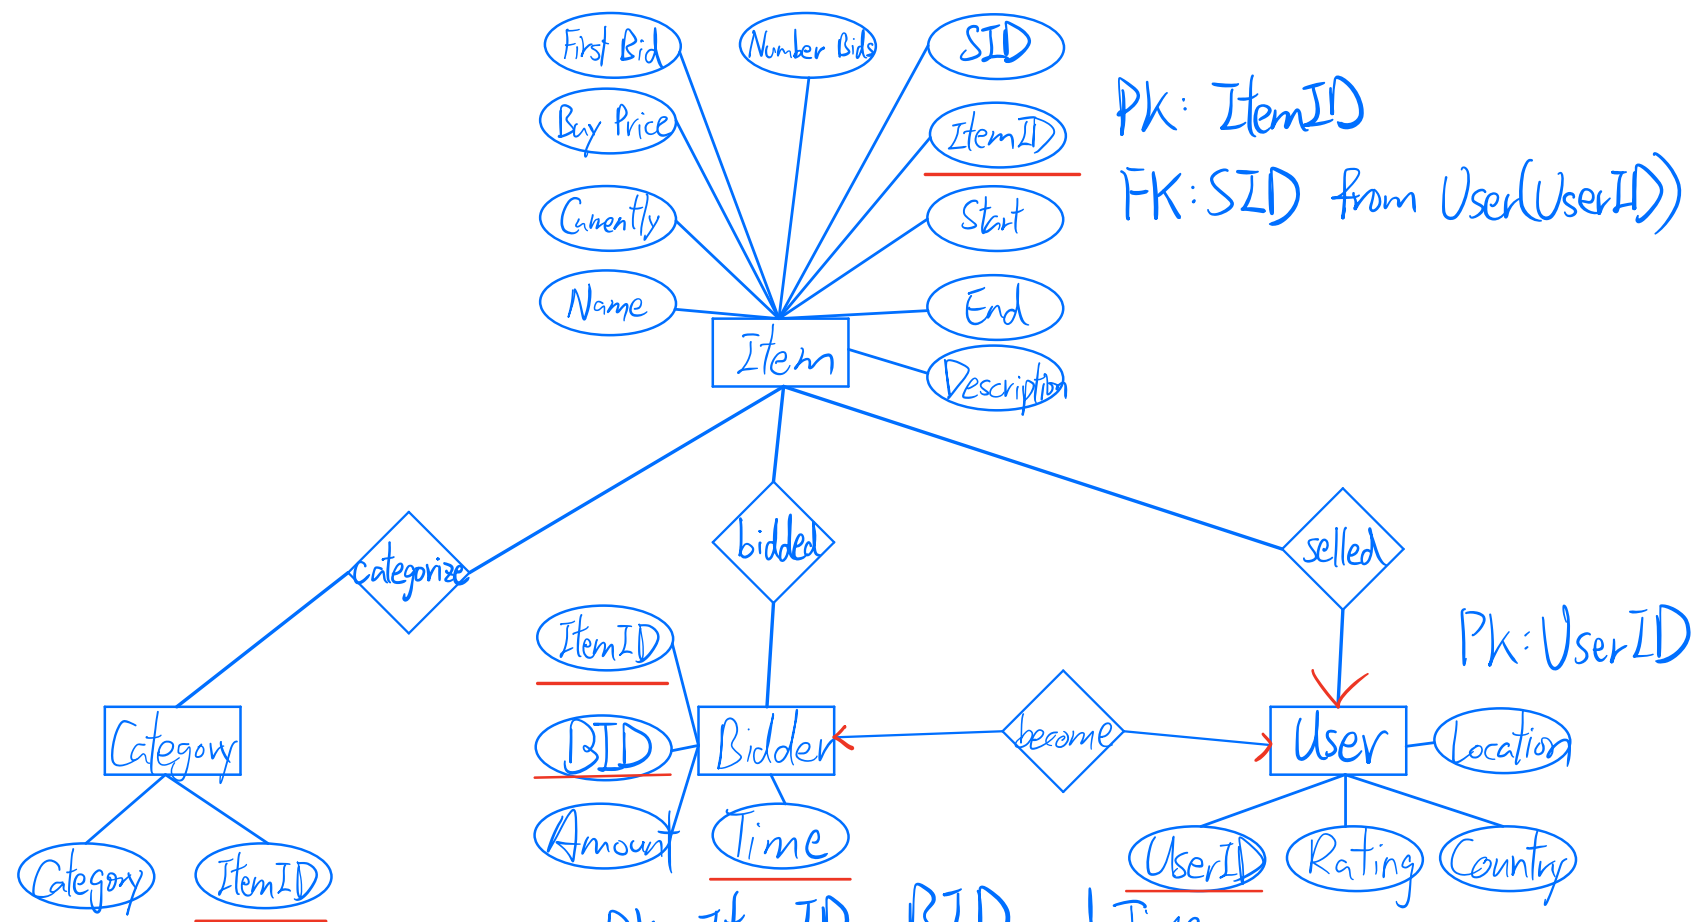 First Bid
Number Bids
SID
Buy Price
ItemID
PK: ItemID
FK: SID from User(UserID)
Currently
Start
Name
End
Item
Description
categorize
bidded
selled
ItemID
PK: UserID
BID
Category
Bidder
become
User
Location
Amount
Time
Category
ItemID
UserID
Rating
Country